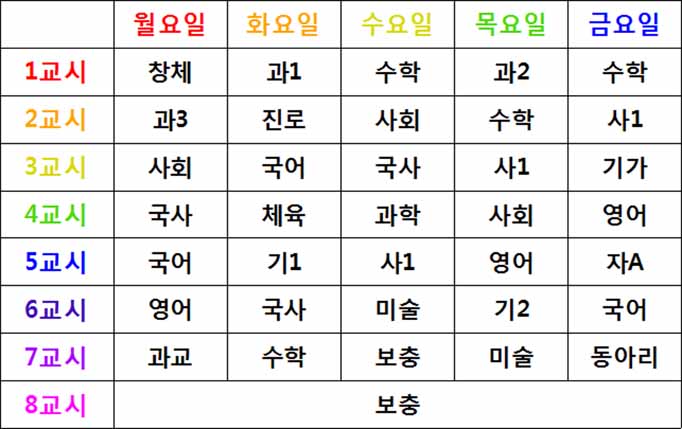 월요일 화요일 수요일 목요일 금요일
1교시 창체 과1 수학 과2 수학
2교시 과3 진로 사회 수학 사1
3교시 사회 국어 국사 사1 기가
4교시 국사 체육 과학 사회 영어
5교시 국어 기1 사1 영어 자A
6교시 영어 국사 미술 기2 국어
7교시 과교 수학 보충 미술 동아리
8교시 보충